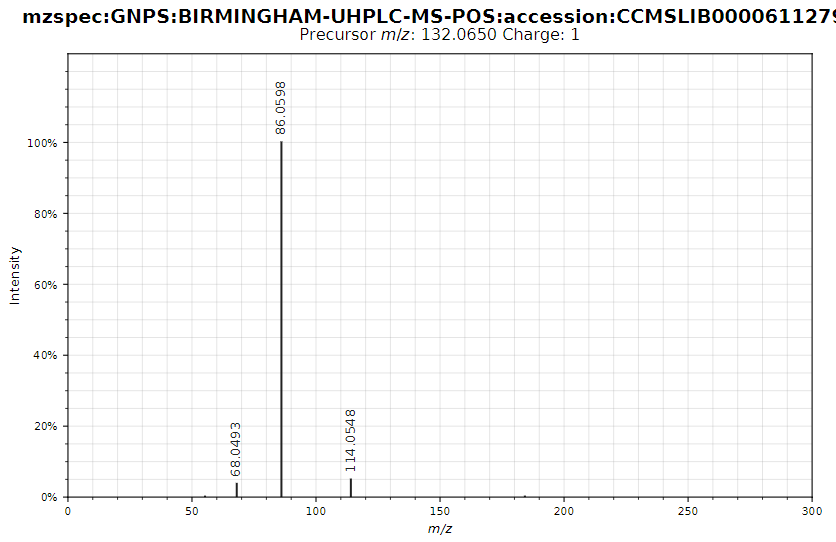 mzspec:GNPS:BIRMINGHAM-UHPLC-MS-POS:accession:CCMSLIB0000611279
Precursor m/z: 132.0650 Charge: 1
86.0598
114.0548
68.0493
100%
80%
60%
40%
20%
0%
Intensity
0 50 100 150 200 250 300
m/z